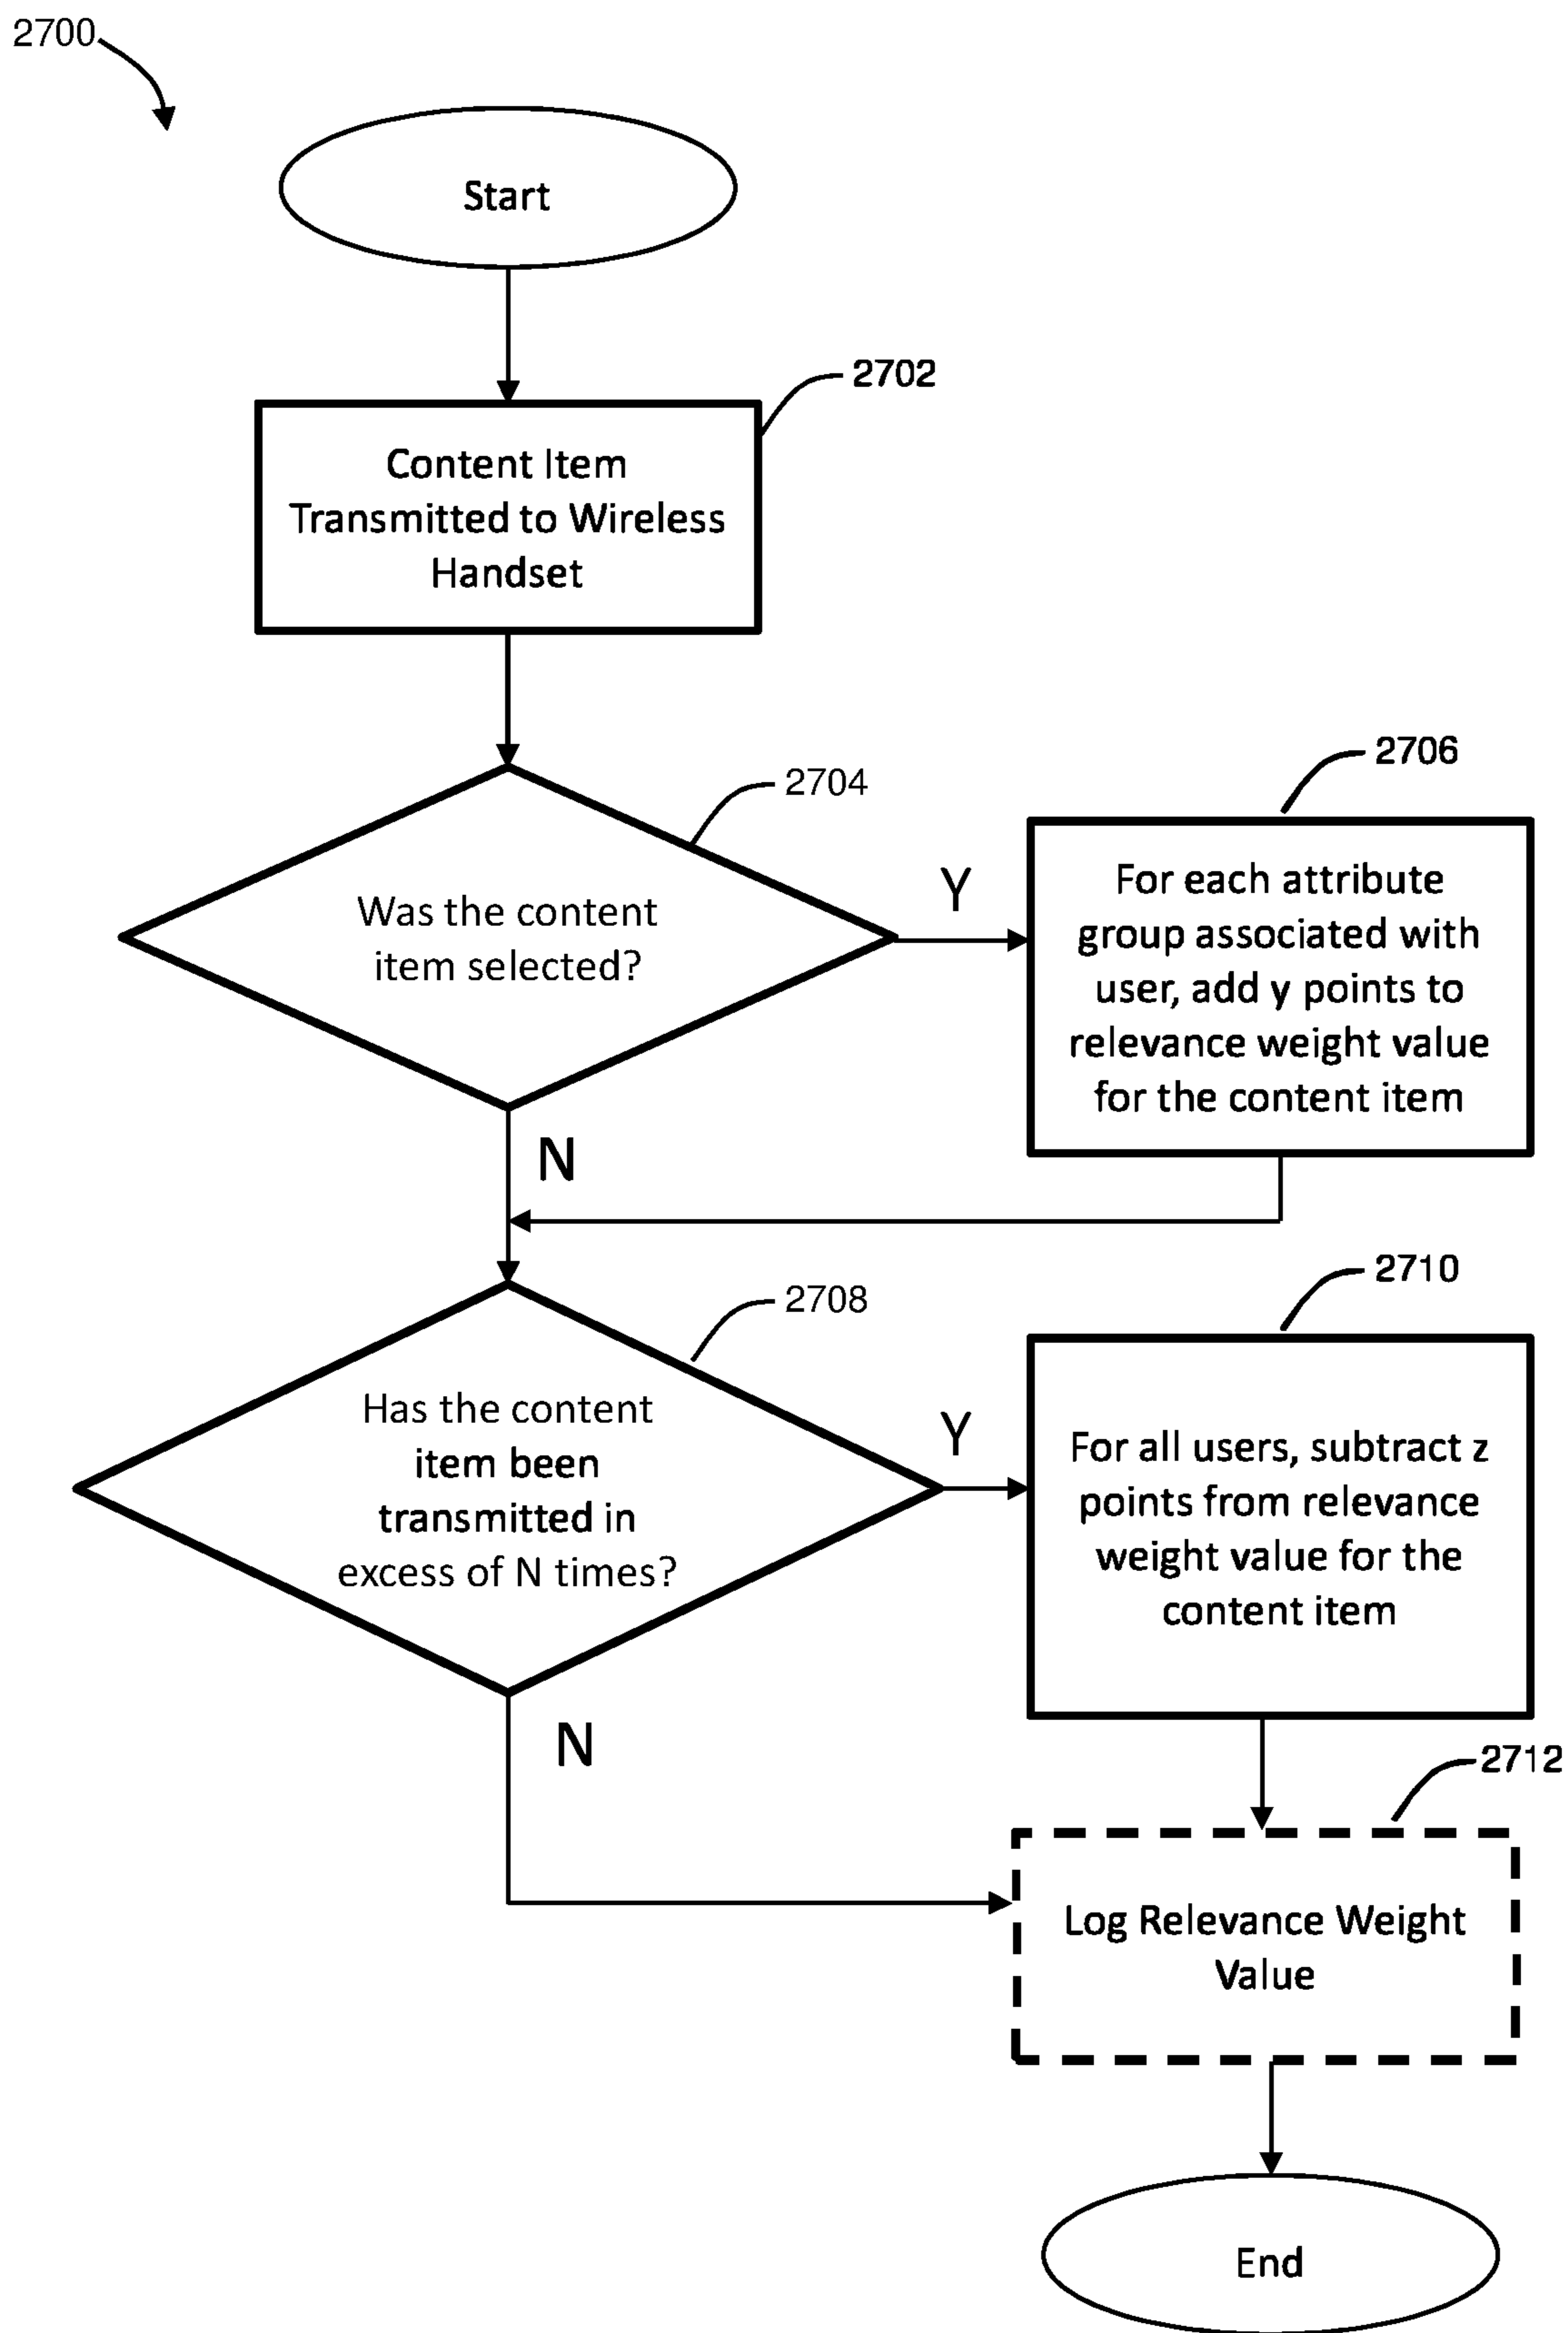 2700
Start
2702
Content Item
Transmitted to Wireless
Handset
2704
Was the content
item selected?
Y
2706
For each attribute
group associated with
user, add y points to
relevance weight value
for the content item
N
2708
Has the content
item been
transmitted in
excess of N times?
Y
2710
For all users, subtract z
points from relevance
weight value for the
content item
N
2712
Log Relevance Weight
Value
End